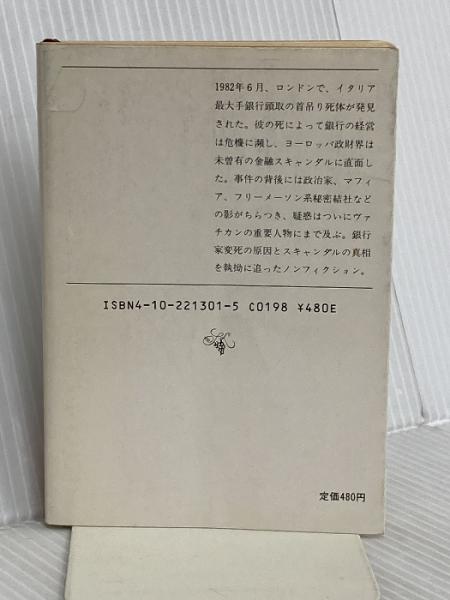 1982年6月、ロンドンで、イタリア
最大手銀行頭取の首吊り死体が発見
された。彼の死によって銀行の経営
は危機に瀕し、ヨーロッパ政財界は
未曽有の金融スキャンダルに直面し
た。事件の背後には政治家、マフィ
ア、フリーメーソン系秘密結社など
の影がちらつき、疑惑はついにヴァ
チカンの重要人物にまで及ぶ。銀行
家変死の原因とスキャンダルの真相
を執拗に追ったノンフィクション。
ISBN4-10-221301-5 C0198 ¥480E
定価480円